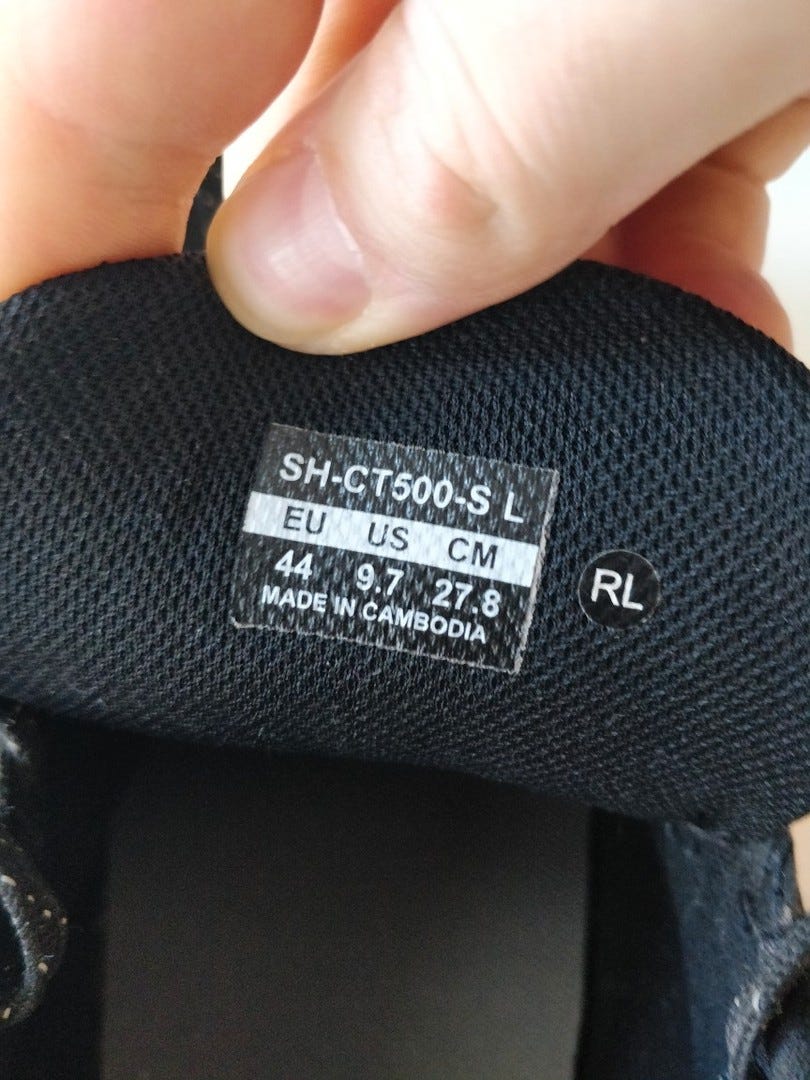 SH-CT500-S L
EU US CM
44 9.7 27.8
MADE IN CAMBODIA
RL